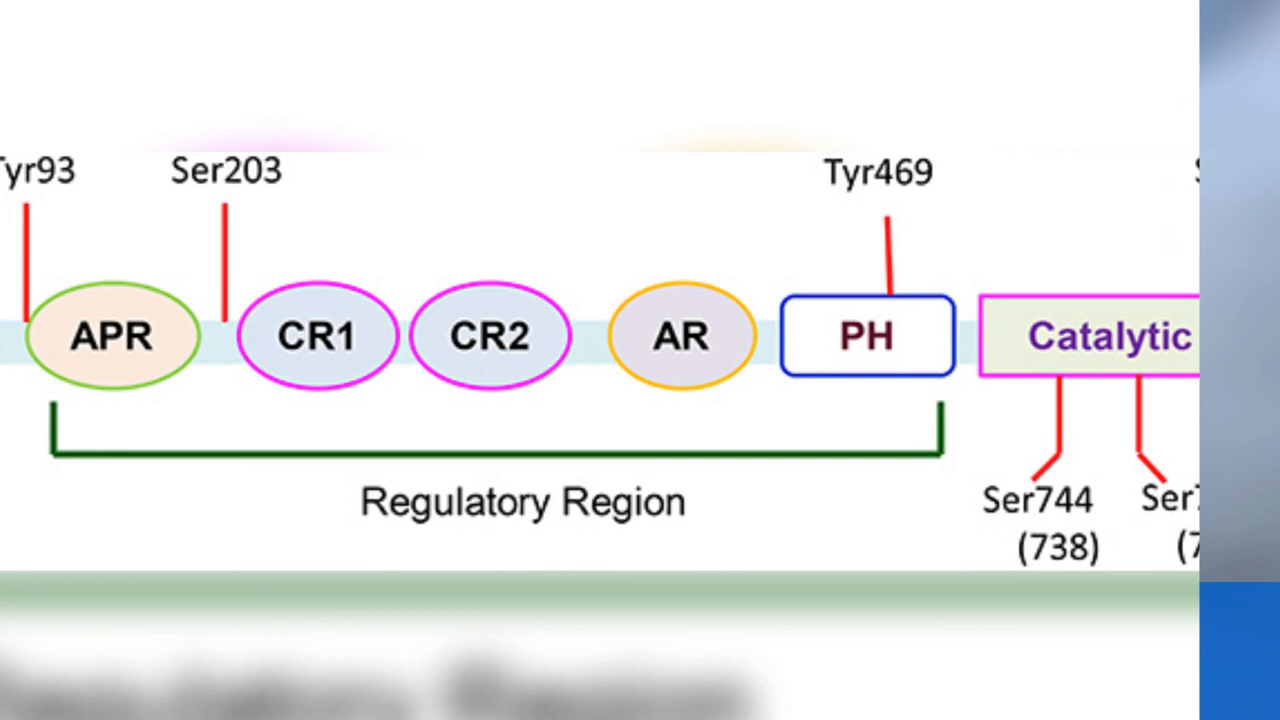 Tyr93 Ser203 Tyr469
APR CR1 CR2 AR PH Catalytic
Regulatory Region
Ser744
(738)